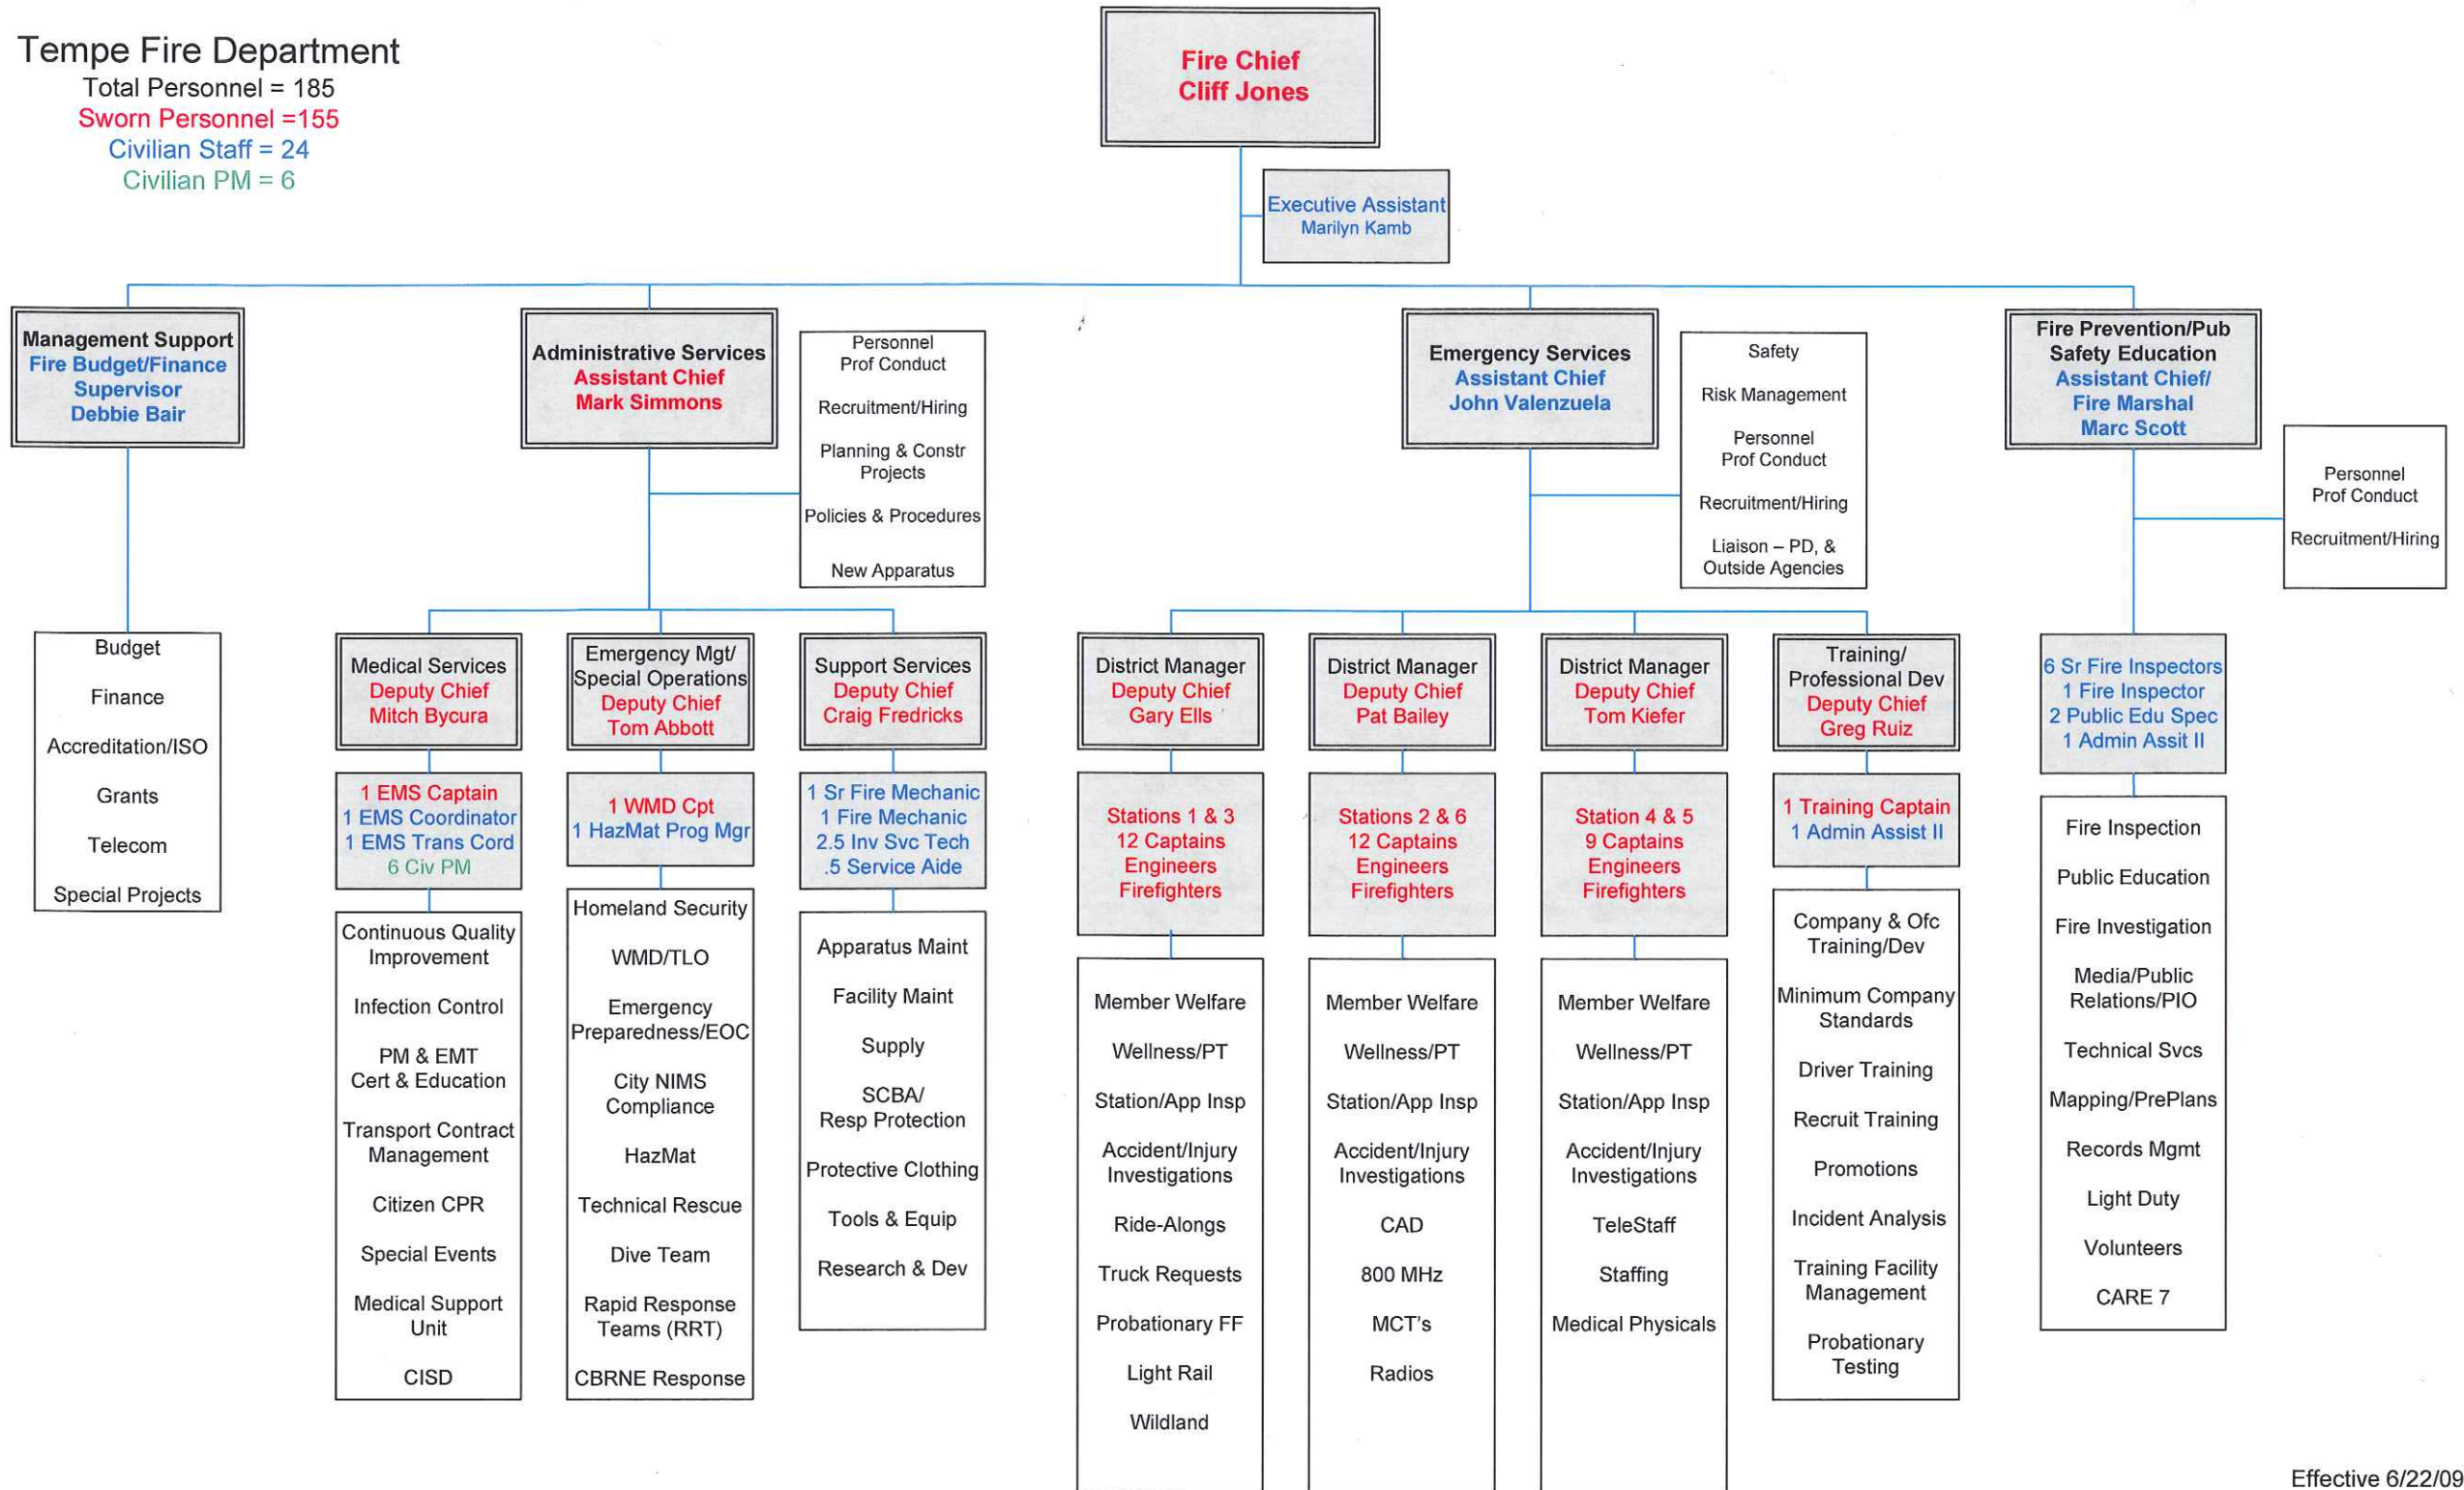 Tempe Fire Department
Total Personnel = 185
Sworn Personnel =155
Civilian Staff = 24
Civilian PM = 6
Fire Chief
Cliff Jones
Executive Assistant
Marilyn Kamb
Management Support
Fire Budget/Finance
Supervisor
Debbie Bair
Administrative Services
Assistant Chief
Mark Simmons
Personnel
Prof Conduct
Recruitment/Hiring
Planning & Constr
Projects
Policies & Procedures
New Apparatus
Emergency Services
Assistant Chief
John Valenzuela
Safety
Risk Management
Personnel
Prof Conduct
Recruitment/Hiring
Liaison – PD, &
Outside Agencies
Fire Prevention/Pub
Safety Education
Assistant Chief/
Fire Marshal
Marc Scott
Personnel
Prof Conduct
Recruitment/Hiring
Budget
Finance
Accreditation/ISO
Grants
Telecom
Special Projects
Medical Services
Deputy Chief
Mitch Bycura
1 EMS Captain
1 EMS Coordinator
1 EMS Trans Cord
6 Civ PM
Continuous Quality
Improvement
Infection Control
PM & EMT
Cert & Education
Transport Contract
Management
Citizen CPR
Special Events
Medical Support
Unit
CISD
Emergency Mgt/
Special Operations
Deputy Chief
Tom Abbott
1 WMD Cpt
1 HazMat Prog Mgr
Homeland Security
WMD/TLO
Emergency
Preparedness/EOC
City NIMS
Compliance
HazMat
Technical Rescue
Dive Team
Rapid Response
Teams (RRT)
CBRNE Response
Support Services
Deputy Chief
Craig Fredricks
1 Sr Fire Mechanic
1 Fire Mechanic
2.5 Inv Svc Tech
.5 Service Aide
Apparatus Maint
Facility Maint
Supply
SCBA/
Resp Protection
Protective Clothing
Tools & Equip
Research & Dev
District Manager
Deputy Chief
Gary Ells
Stations 1 & 3
12 Captains
Engineers
Firefighters
Member Welfare
Wellness/PT
Station/App Insp
Accident/Injury
Investigations
Ride-Alongs
Truck Requests
Probationary FF
Light Rail
Wildland
District Manager
Deputy Chief
Pat Bailey
Stations 2 & 6
12 Captains
Engineers
Firefighters
Member Welfare
Wellness/PT
Station/App Insp
Accident/Injury
Investigations
CAD
800 MHz
MCT's
Radios
District Manager
Deputy Chief
Tom Kiefer
Station 4 & 5
9 Captains
Engineers
Firefighters
Member Welfare
Wellness/PT
Station/App Insp
Accident/Injury
Investigations
TeleStaff
Staffing
Medical Physicals
Training/
Professional Dev
Deputy Chief
Greg Ruiz
1 Training Captain
1 Admin Assist II
Company & Ofc
Training/Dev
Minimum Company
Standards
Driver Training
Recruit Training
Promotions
Incident Analysis
Training Facility
Management
Probationary
Testing
6 Sr Fire Inspectors
1 Fire Inspector
2 Public Edu Spec
1 Admin Assit II
Fire Inspection
Public Education
Fire Investigation
Media/Public
Relations/PIO
Technical Svcs
Mapping/PrePlans
Records Mgmt
Light Duty
Volunteers
CARE 7
Effective 6/22/09